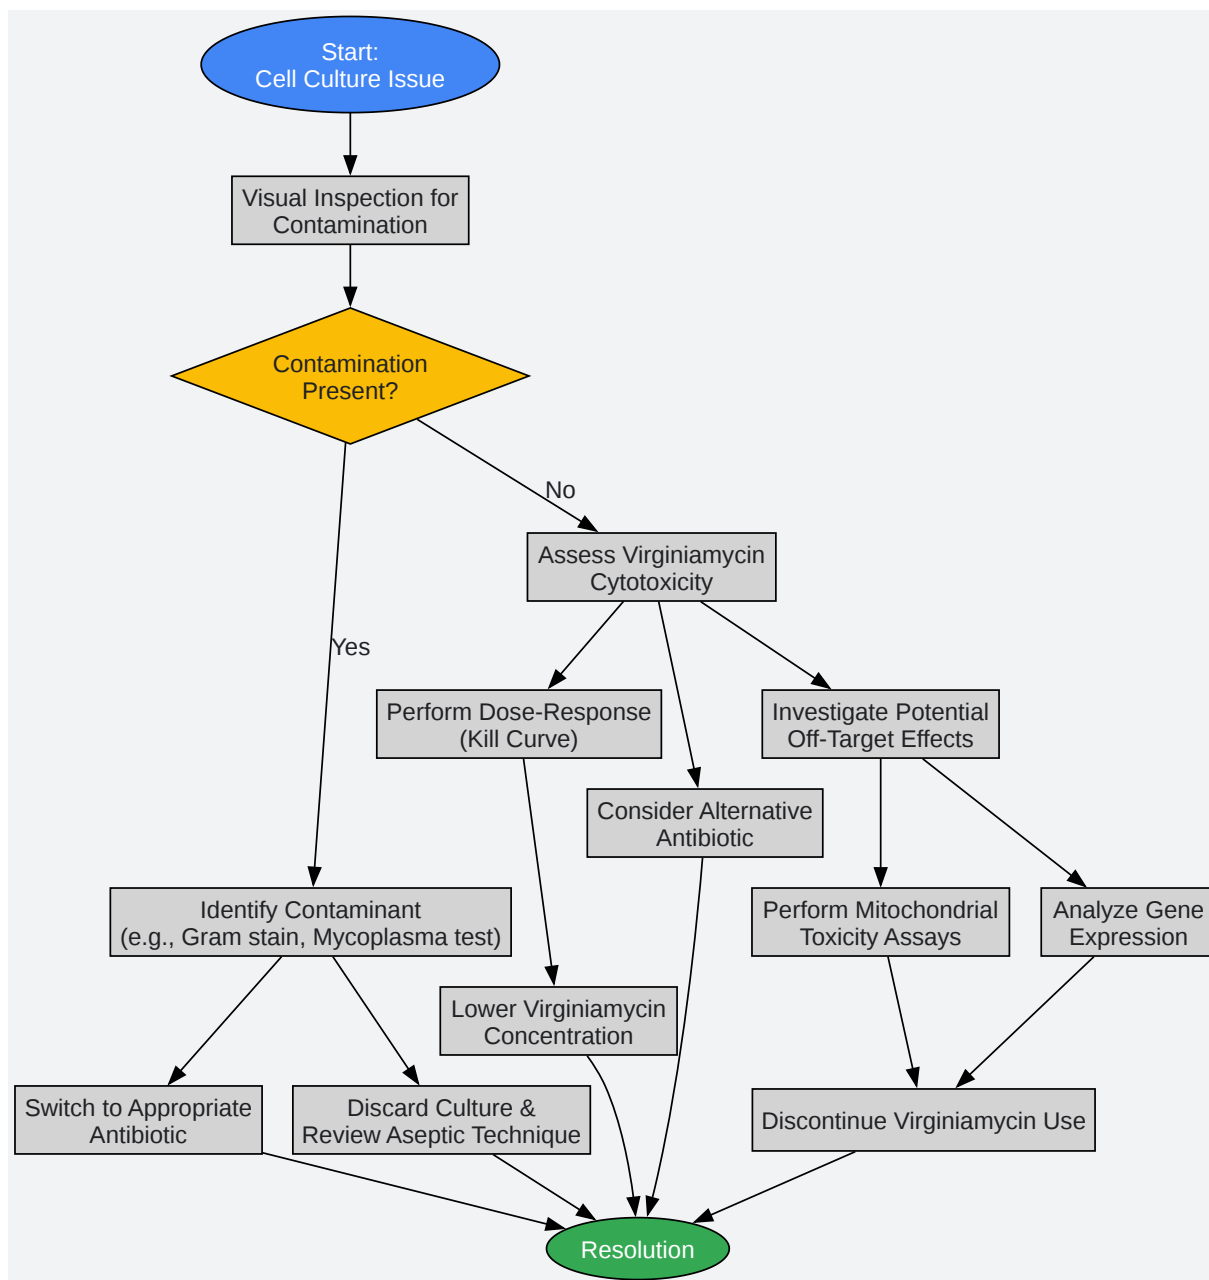 Start:
Cell Culture Issue
Visual Inspection for
Contamination
Contamination
Present?
No
Assess Virginiamycin
Cytotoxicity
Yes
Perform Dose-Response
(Kill Curve)
Investigate Potential
Off-Target Effects
Consider Alternative
Antibiotic
Identify Contaminant
(e.g., Gram stain, Mycoplasma test)
Perform Mitochondrial
Toxicity Assays
Analyze Gene
Expression
Lower Virginiamycin
Concentration
Switch to Appropriate
Antibiotic
Discard Culture &
Review Aseptic Technique
Discontinue Virginiamycin Use
Resolution